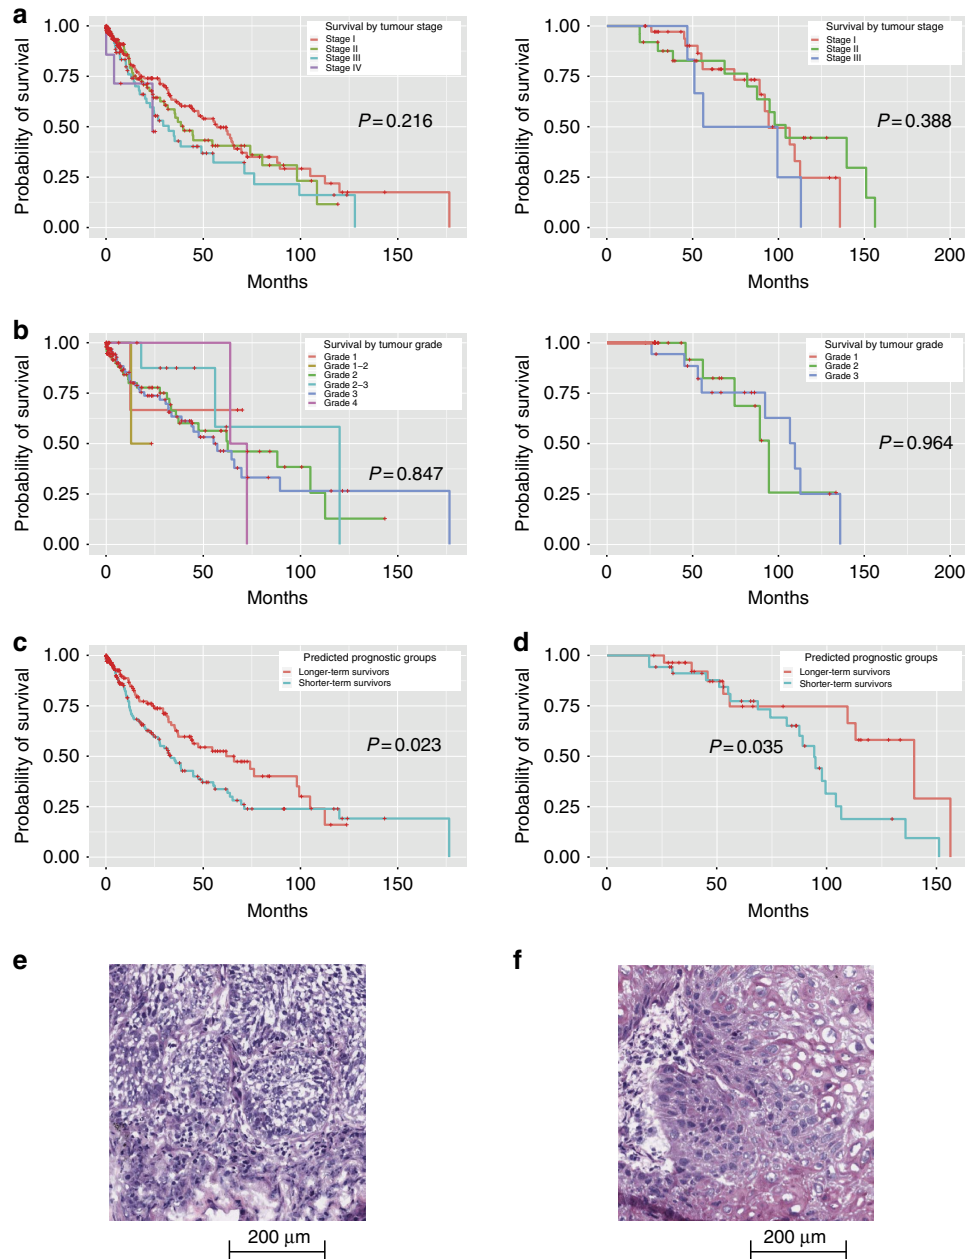 a
Survival by tumour stage
Stage I
Stage II
Stage III
Stage IV
P = 0.216
Probability of survival
1.00
0.75
0.50
0.25
0.00
0 50 100 150
Months
Survival by tumour stage
Stage I
Stage II
Stage III
P = 0.388
Probability of survival
1.00
0.75
0.50
0.25
0.00
0 50 100 150 200
Months
b
Survival by tumour grade
Grade 1
Grade 1–2
Grade 2
Grade 2–3
Grade 3
Grade 4
P = 0.847
Probability of survival
1.00
0.75
0.50
0.25
0.00
0 50 100 150
Months
Survival by tumour grade
Grade 1
Grade 2
Grade 3
P = 0.964
Probability of survival
1.00
0.75
0.50
0.25
0.00
0 50 100 150 200
Months
c
Predicted prognostic groups
Longer-term survivors
Shorter-term survivors
P = 0.023
Probability of survival
1.00
0.75
0.50
0.25
0.00
0 50 100 150
Months
d
Predicted prognostic groups
Longer-term survivors
Shorter-term survivors
P = 0.035
Probability of survival
1.00
0.75
0.50
0.25
0.00
0 50 100 150
Months
e
200 μm
f
200 μm